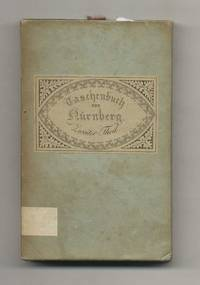 Taschenbuch
von
Nürnberg.
Zweiter Theil.